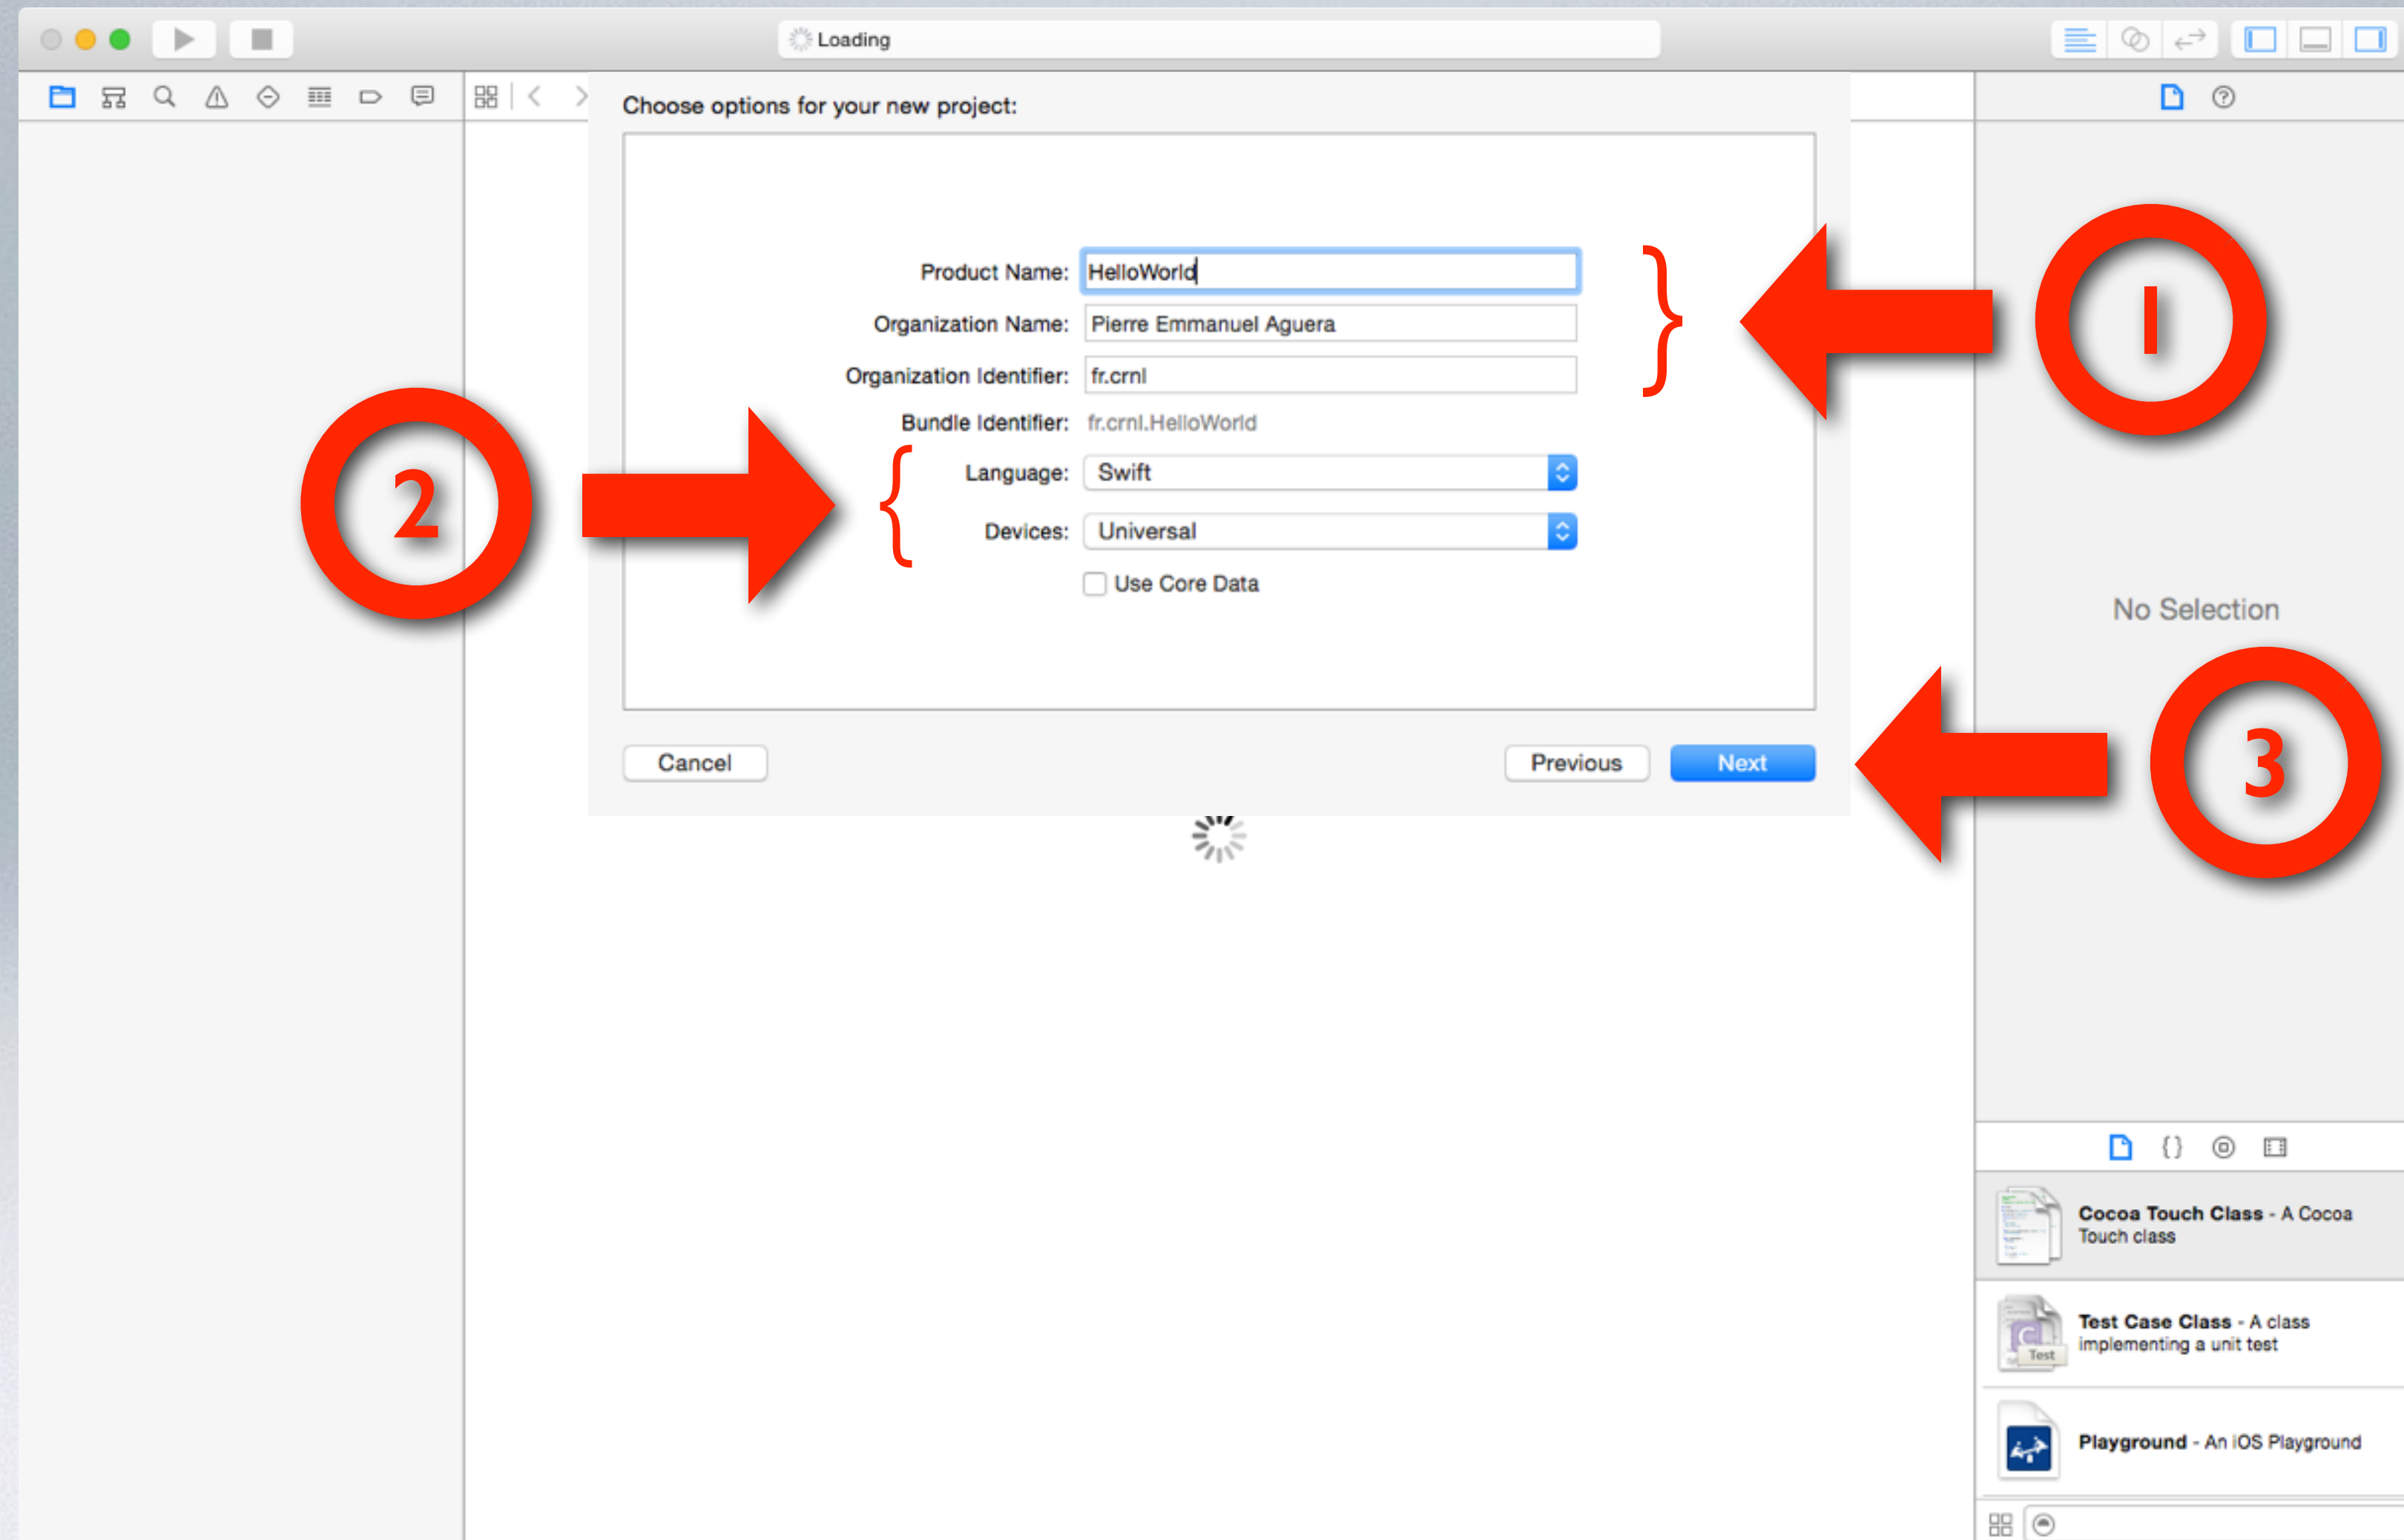 Loading
Choose options for your new project:
Product Name: HelloWorld
Organization Name: Pierre Emmanuel Aguera
Organization Identifier: fr.crnl
Bundle Identifier: fr.crnl.HelloWorld
Language: Swift
Devices: Universal
Use Core Data
Cancel
Previous
Next
1
2
3
No Selection
Cocoa Touch Class - A Cocoa
Touch class
Test Case Class - A class
implementing a unit test
Test
Playground - An iOS Playground